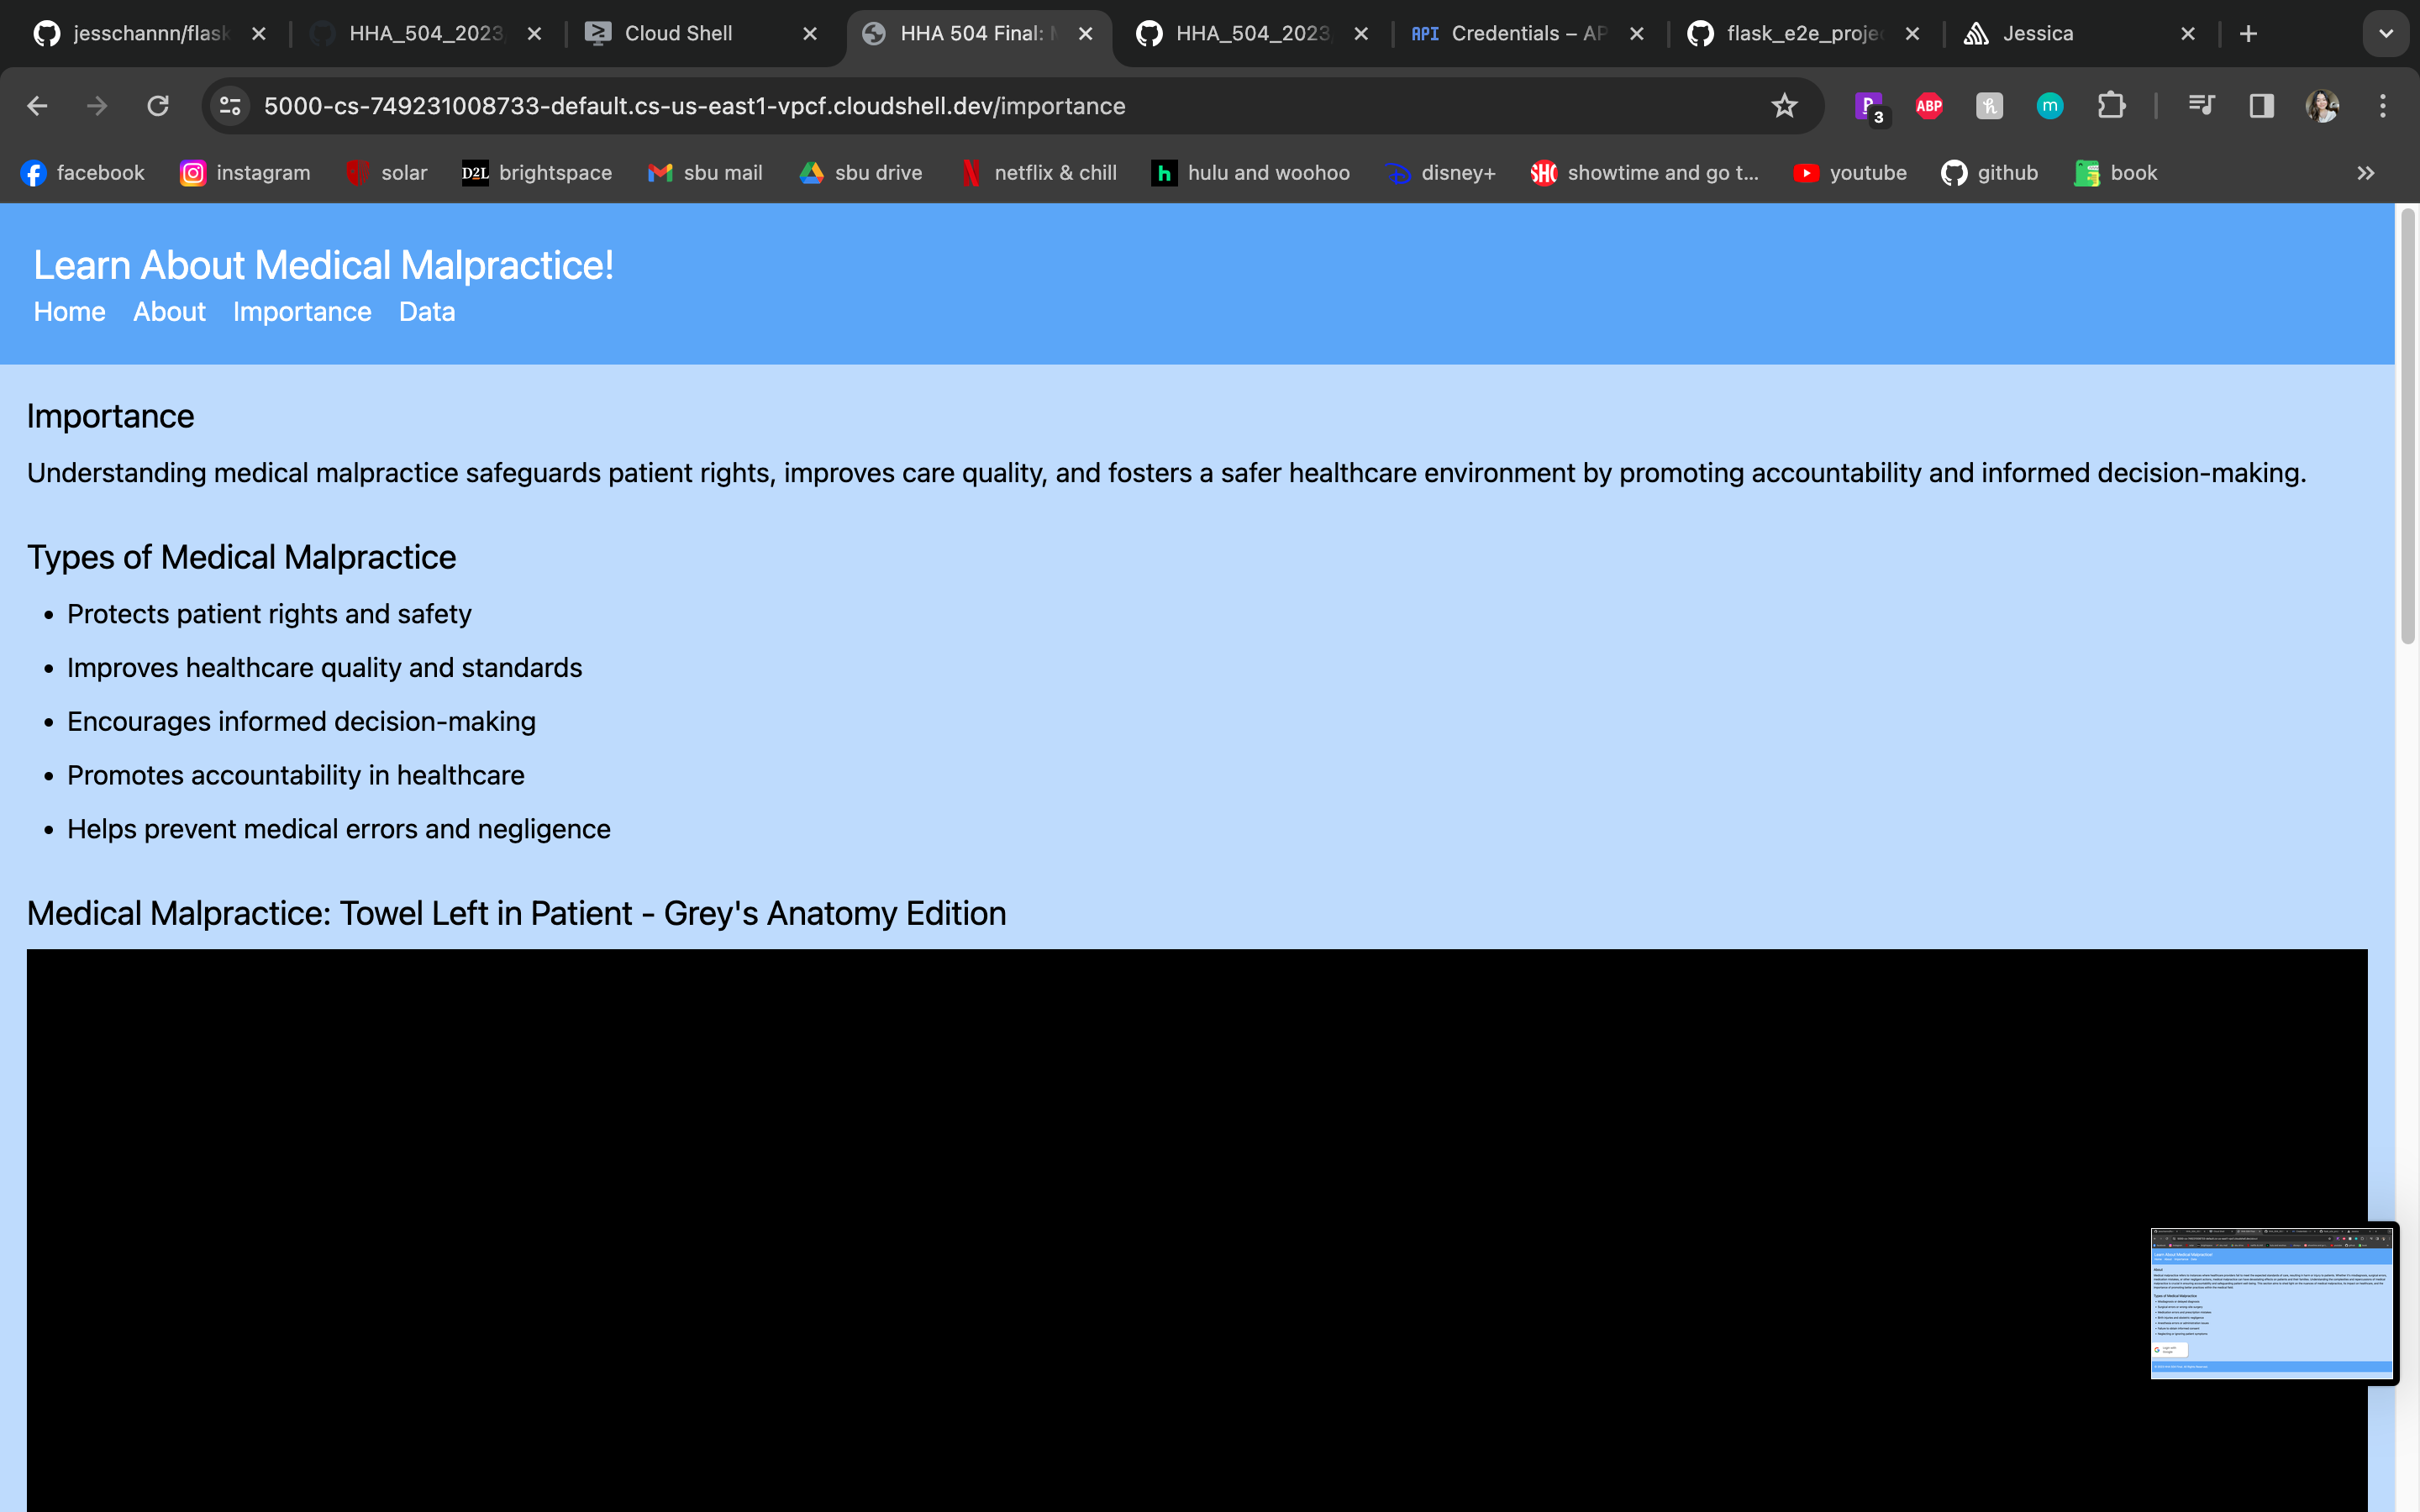 jesschannn/flask
HHA_504_2023
Cloud Shell
HHA 504 Final:
HHA_504_2023
API Credentials – AP
flask_e2e_proje
Jessica
5000-cs-749231008733-default.cs-us-east1-vpcf.cloudshell.dev/importance
3
ABP
m
facebook
instagram
solar
D2L brightspace
sbu mail
sbu drive
netflix & chill
h hulu and woohoo
disney+
SHO showtime and go t...
youtube
github
book
Learn About Medical Malpractice!
Home About Importance Data
Importance
Understanding medical malpractice safeguards patient rights, improves care quality, and fosters a safer healthcare environment by promoting accountability and informed decision-making.
Types of Medical Malpractice
• Protects patient rights and safety
• Improves healthcare quality and standards
• Encourages informed decision-making
• Promotes accountability in healthcare
• Helps prevent medical errors and negligence
Medical Malpractice: Towel Left in Patient - Grey's Anatomy Edition